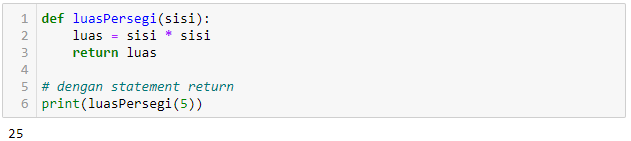 1 def luasPersegi(sisi):
2     luas = sisi * sisi
3     return luas
4
5 # dengan statement return
6 print(luasPersegi(5))
25